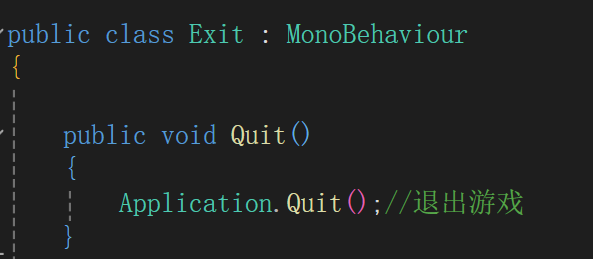 public class Exit : MonoBehaviour
{
public void Quit()
{
Application.Quit();//退出游戏
}